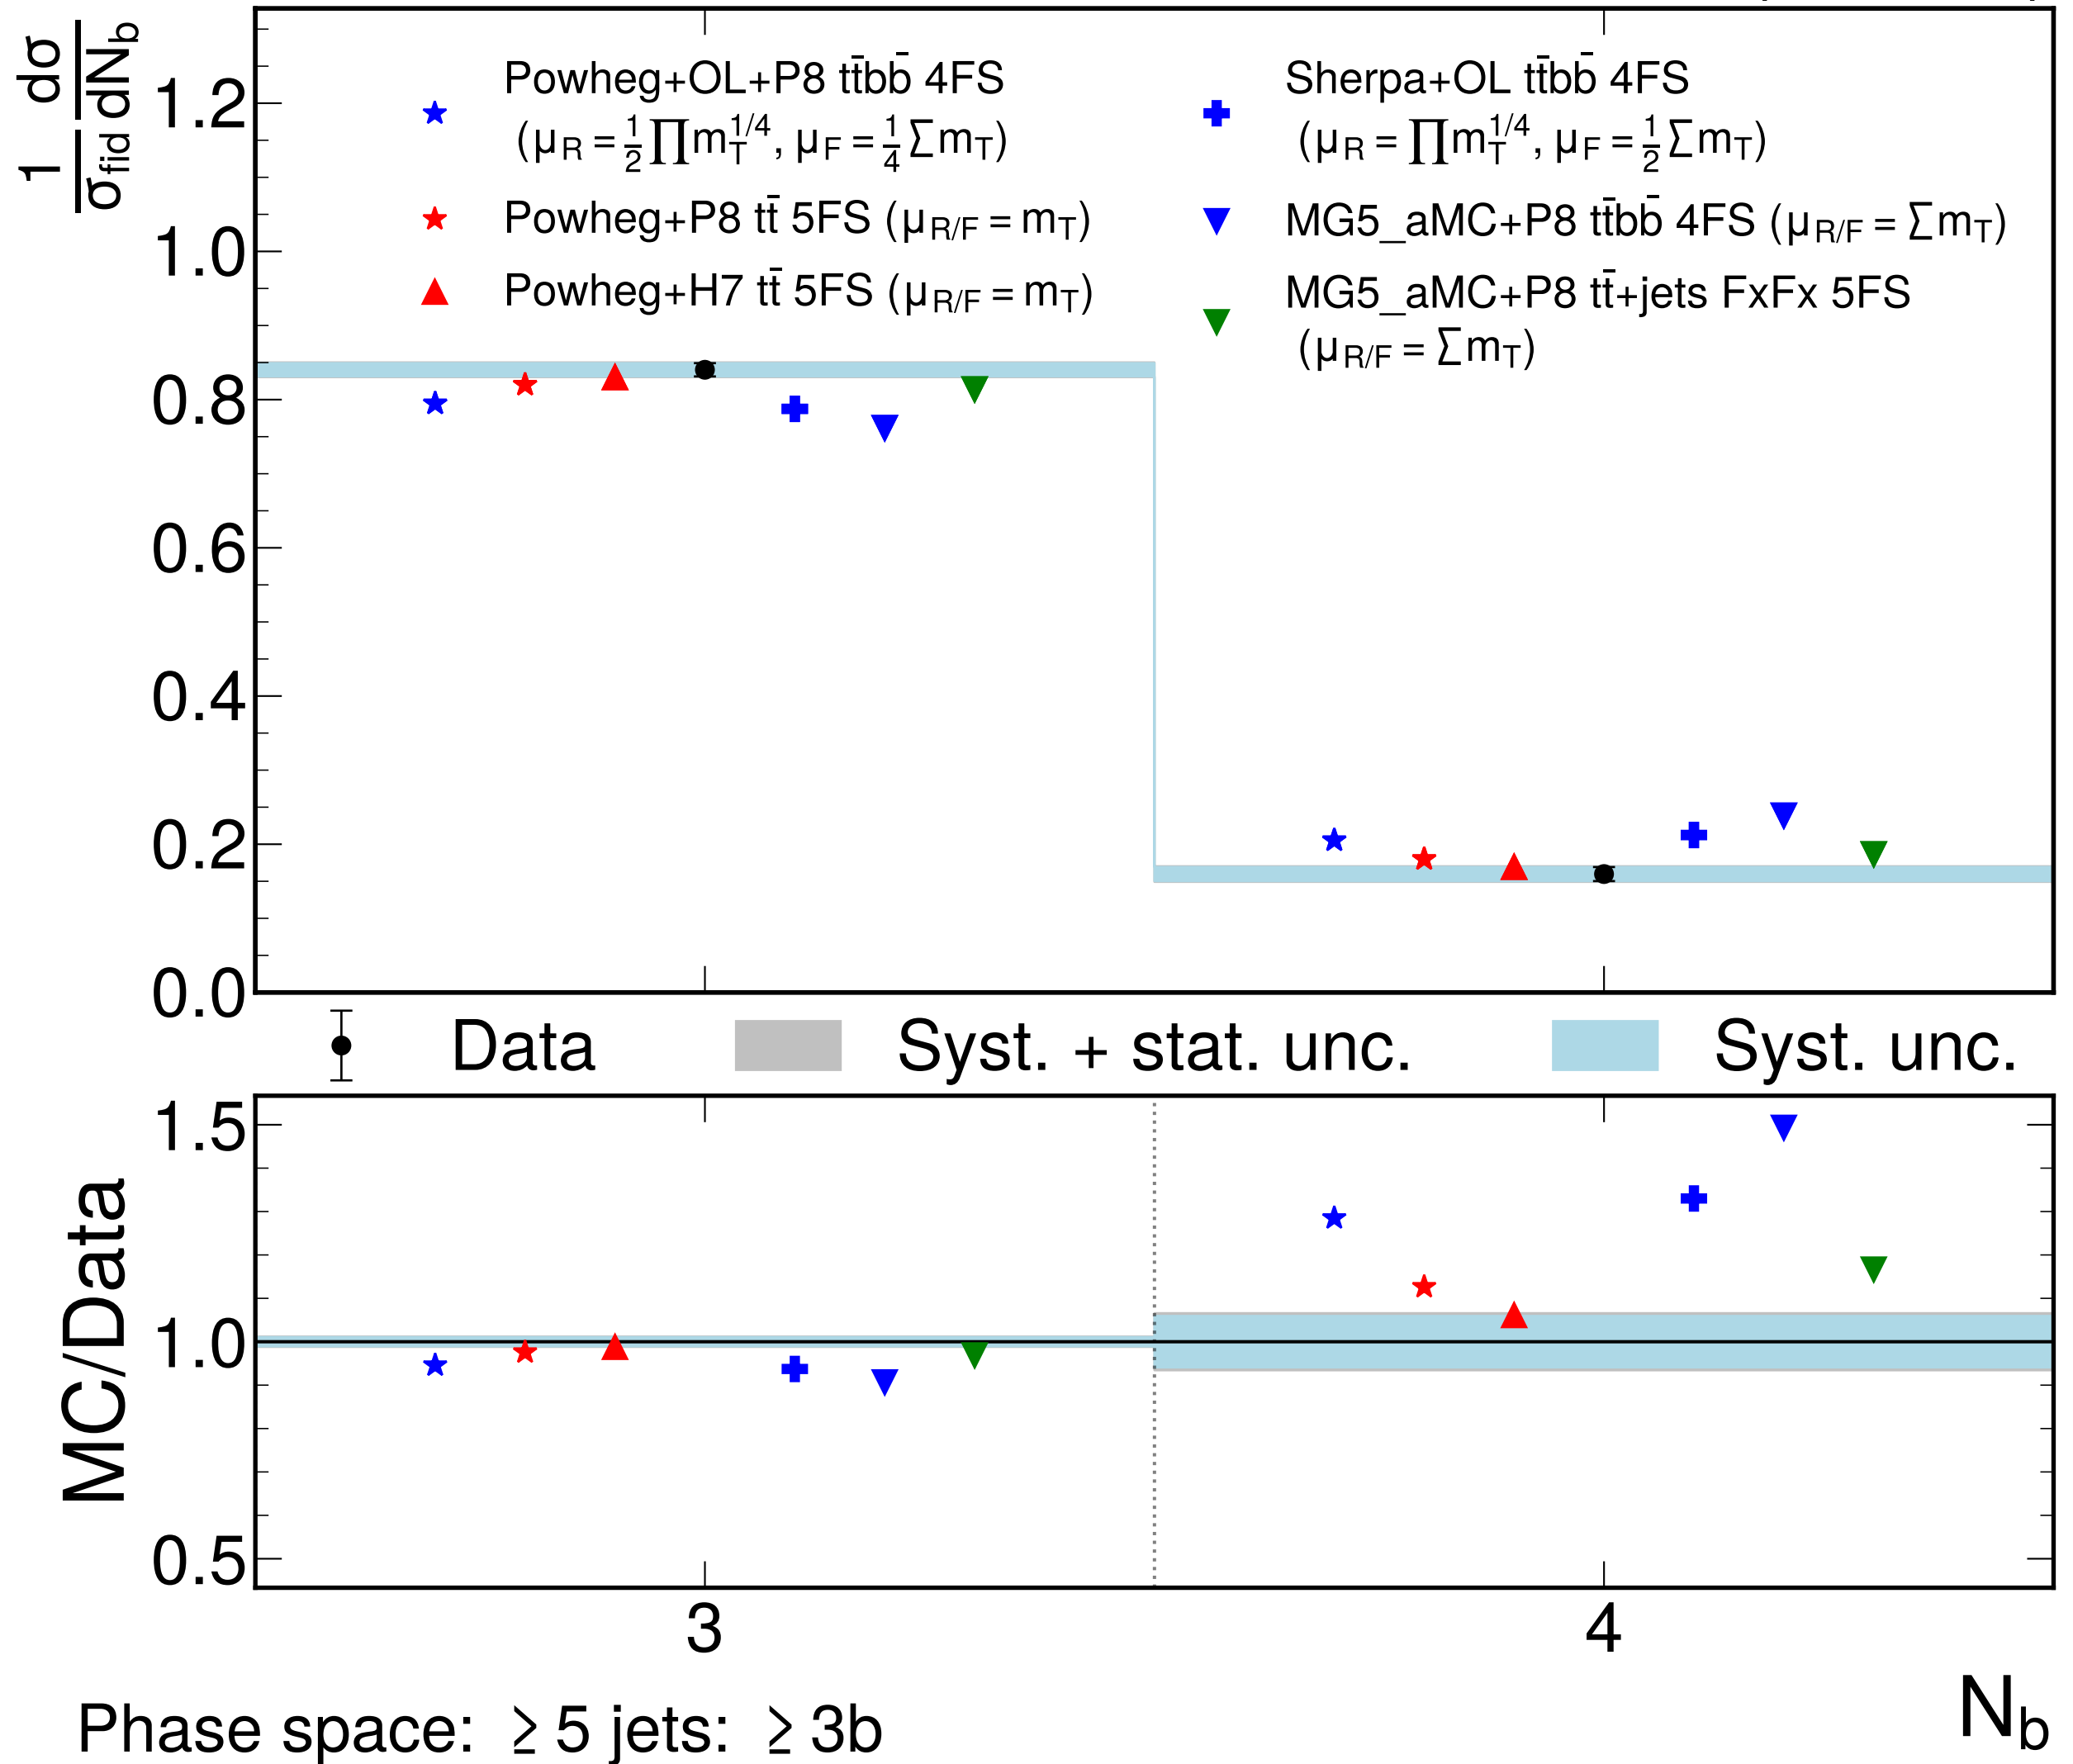 1/σfid dσ/dNb
1.2
1.0
0.8
0.6
0.4
0.2
0.0
Powheg+OL+P8 tt̄bb̄ 4FS
(μR = 1/2 ∏mT^1/4, μF = 1/4 ∑mT)
Powheg+P8 tt̄ 5FS (μR/F = mT)
Powheg+H7 tt̄ 5FS (μR/F = mT)
Sherpa+OL tt̄bb̄ 4FS
(μR = ∏mT^1/4, μF = 1/2 ∑mT)
MG5_aMC+P8 tt̄bb̄ 4FS (μR/F = ∑mT)
MG5_aMC+P8 tt̄+jets FxFx 5FS
(μR/F = ∑mT)
Data Syst. + stat. unc. Syst. unc.
MC/Data
1.5
1.0
0.5
3 4
Nb
Phase space: ≥ 5 jets: ≥ 3b